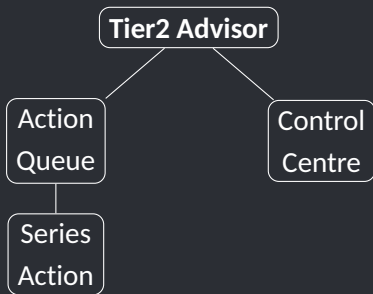 Tier2 Advisor
Action
Queue
Control
Centre
Series
Action